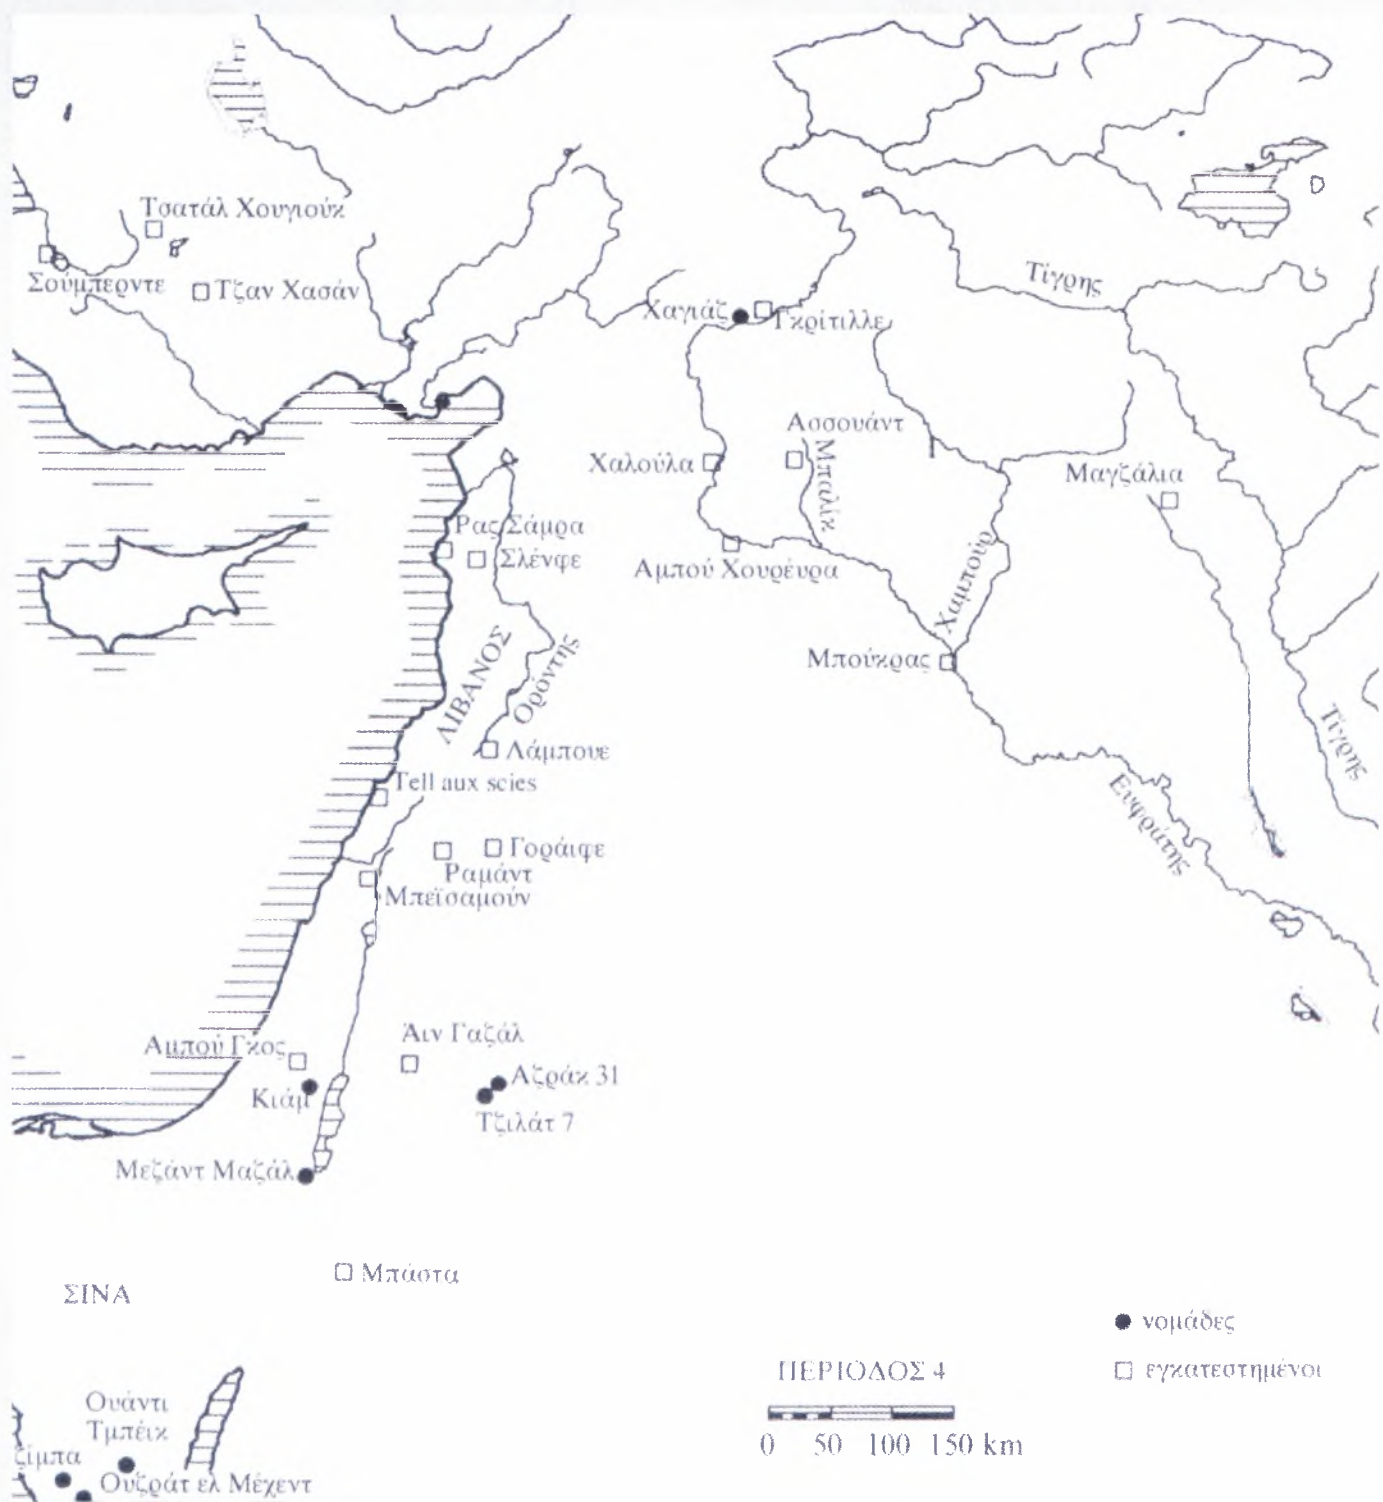 Τσατάλ Χουγιούκ
Σούμπερντε
Τζαν Χασάν
Τίγρης
Χαγιάζ
Γκρίτιλλε
Ασσουάντ
Χαλούλα
Μπαλίκ
Μαγζάλια
Ρας Σάμρα
Σλένφε
Αμπού Χουρέυρα
Χαμπούρ
ΛΙΒΑΝΟΣ
Ορόντης
Μπούκρας
Λάμπουε
Τίγρης
Tell aux scies
Ευφράτης
Γοράιφε
Ραμάντ
Μπεϊσαμούν
Άιν Γαζάλ
Αμπού Γκος
Αζράκ 31
Κιάμ
Τζιλάτ 7
Μεζάντ Μαζάλ
Μπάστα
ΣΙΝΑ
νομάδες
ΠΕΡΙΟΔΟΣ 4
εγκατεστημένοι
Ουάντι
Τμπέικ
0 50 100 150 km
ζίμπα
Ουζράτ ελ Μέχεντ